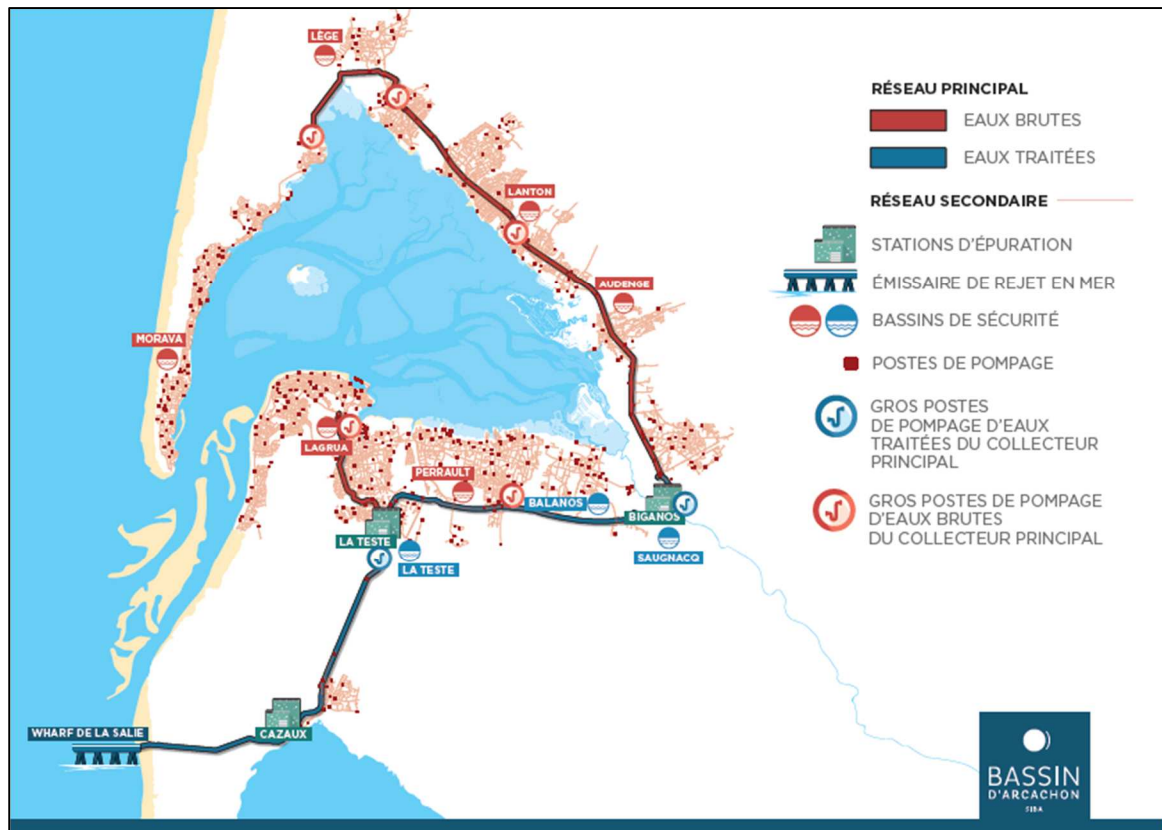 LÈGE
LANTON
AUDENGE
MORAVA
LAGRUA
PERRAULT
BALANOS
BIGANOS
LA TESTE
LA TESTE
SAUGNACQ
CAZAUX
WHARF DE LA SALIE
RÉSEAU PRINCIPAL
EAUX BRUTES
EAUX TRAITÉES
RÉSEAU SECONDAIRE
STATIONS D'ÉPURATION
ÉMISSAIRE DE REJET EN MER
BASSINS DE SÉCURITÉ
POSTES DE POMPAGE
GROS POSTES
DE POMPAGE D'EAUX
TRAITÉES DU COLLECTEUR
PRINCIPAL
GROS POSTES DE POMPAGE
D'EAUX BRUTES
DU COLLECTEUR PRINCIPAL
BASSIN
D'ARCACHON
SIBA